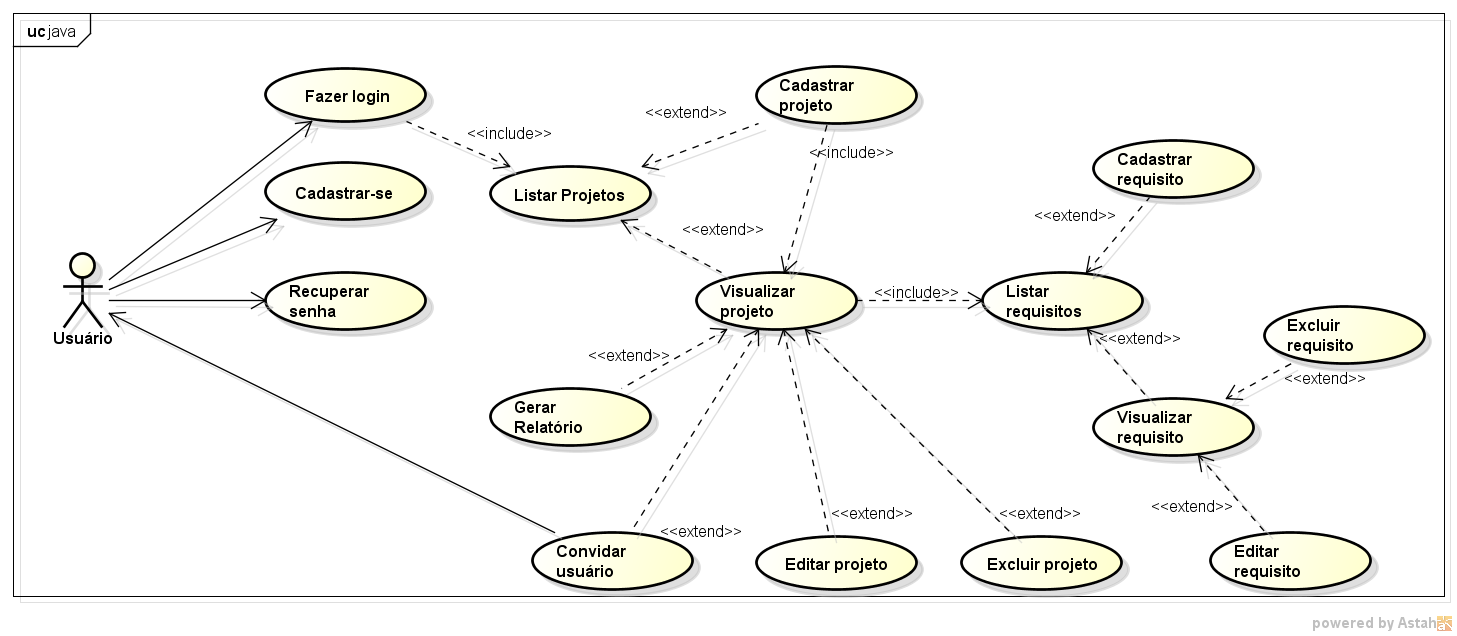 uc java
Fazer login
<<include>>
<<extend>>
Cadastrar
projeto
<<include>>
Cadastrar
requisito
Cadastrar-se
Listar Projetos
<<extend>>
<<extend>>
Usuário
Recuperar
senha
Visualizar
projeto
<<include>>
Listar
requisitos
<<extend>>
Excluir
requisito
<<extend>>
<<extend>>
Gerar
Relatório
Visualizar
requisito
<<extend>>
<<extend>>
<<extend>>
<<extend>>
Convidar
usuário
Editar projeto
Excluir projeto
Editar
requisito
powered by Astah